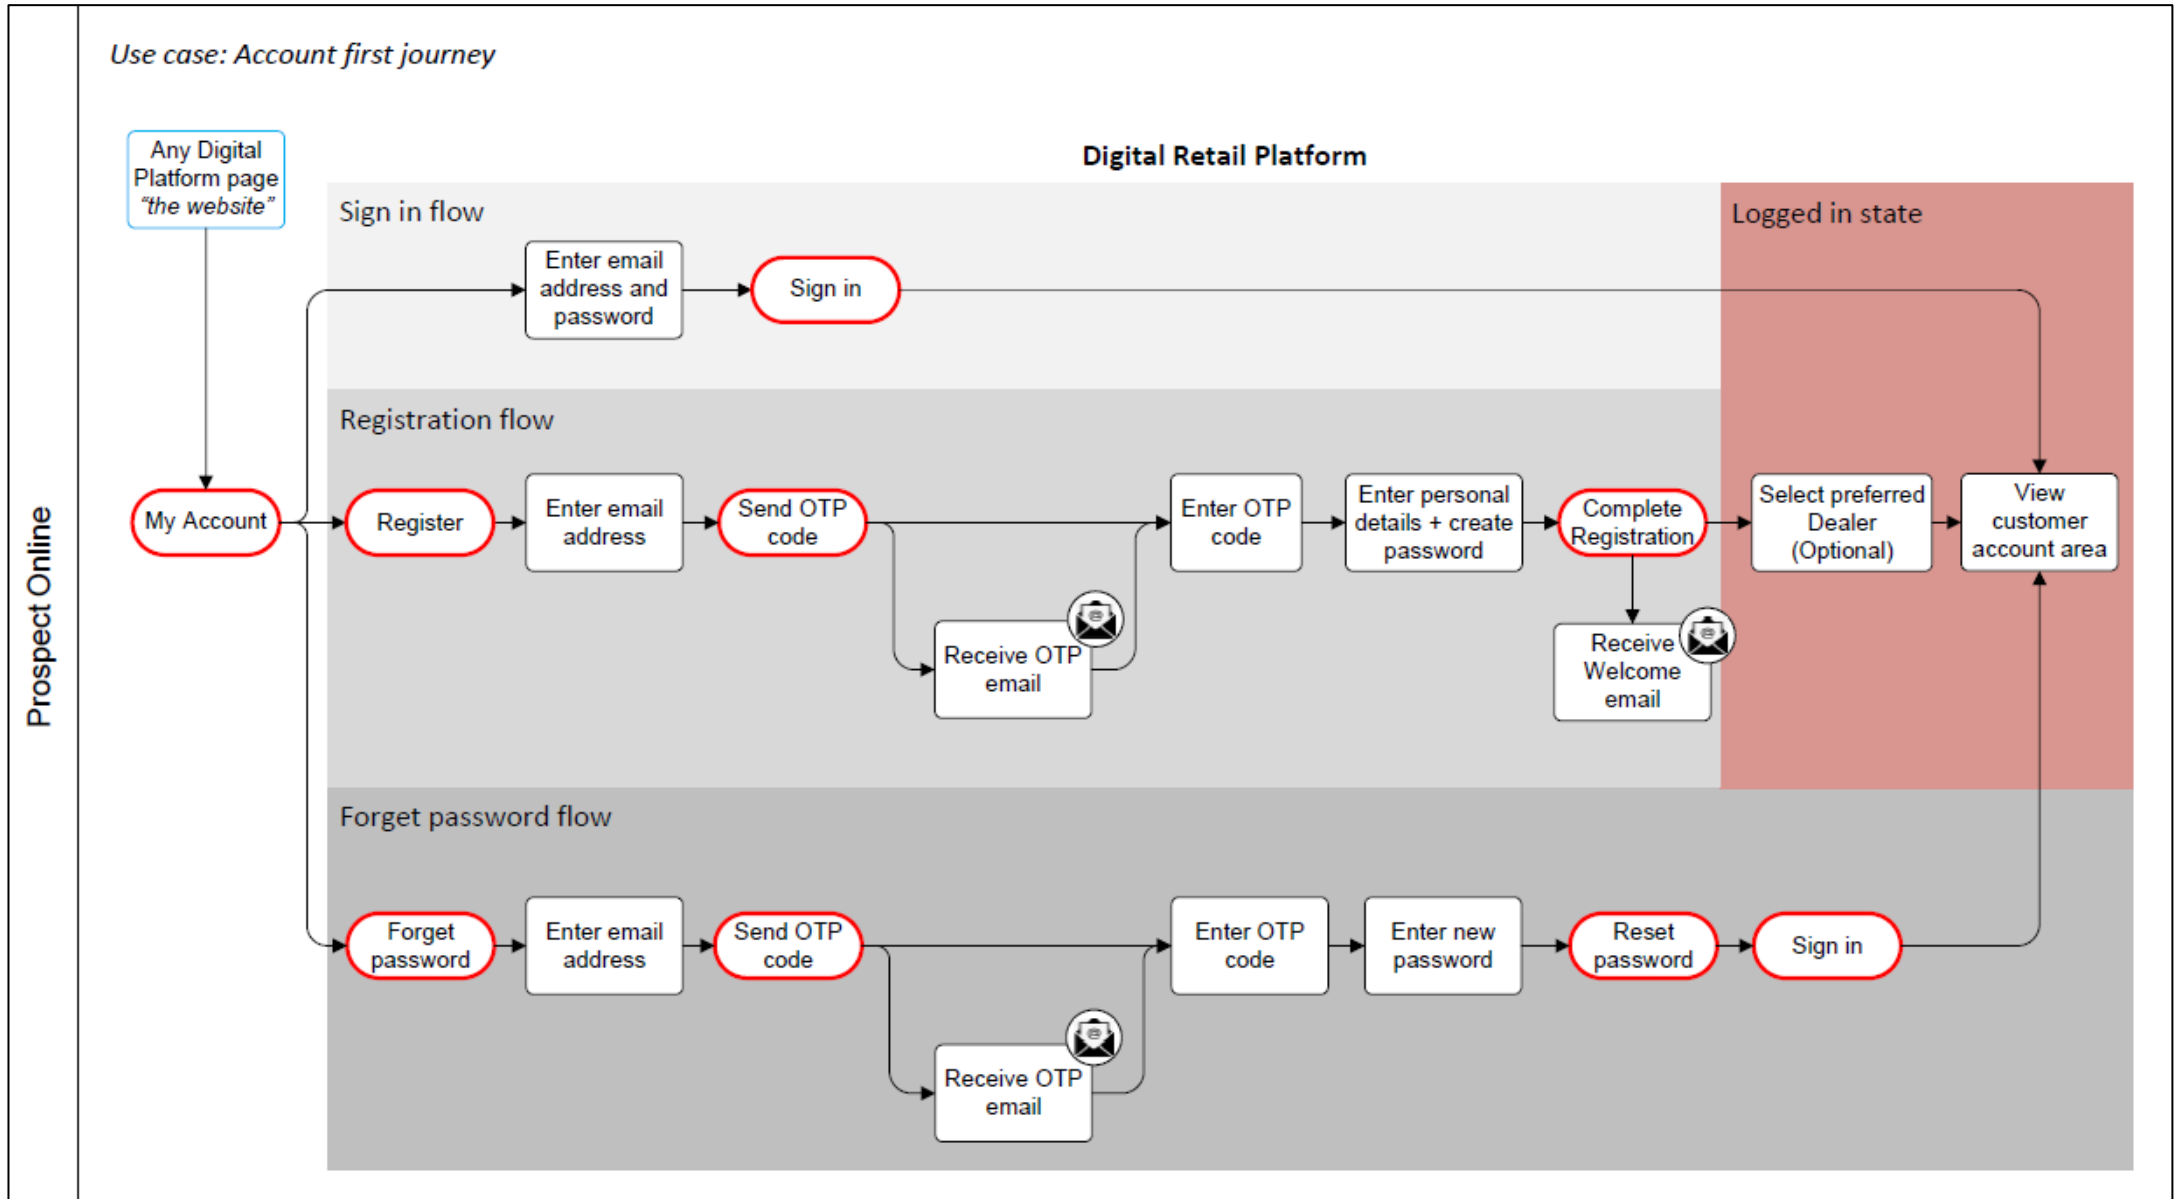 Use case: Account first journey
Any Digital
Platform page
“the website”
Digital Retail Platform
Sign in flow
Logged in state
Enter email
address and
password
Sign in
Registration flow
Prospect Online
My Account
Register
Enter email
address
Send OTP
code
Enter OTP
code
Enter personal
details + create
password
Complete
Registration
Select preferred
Dealer
(Optional)
View
customer
account area
Receive OTP
email
@
Receive
Welcome
email
@
Forget password flow
Forget
password
Enter email
address
Send OTP
code
Enter OTP
code
Enter new
password
Reset
password
Sign in
Receive OTP
email
@